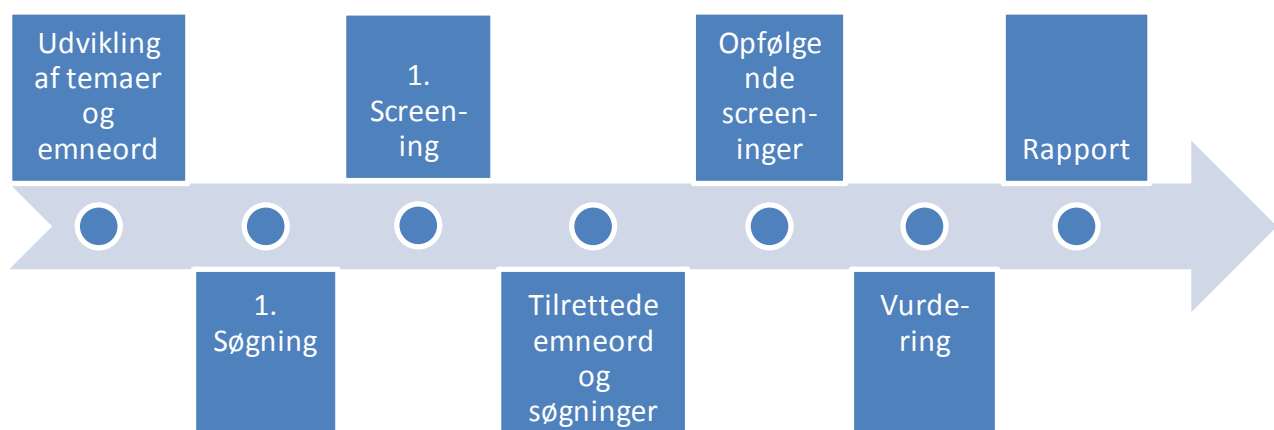 Udvikling
af temaer
og
emneord
1.
Søgning
1.
Screen-
ing
Tilrettede
emneord
og
søgninger
Opfølge
nde
screen-
inger
Vurde-
ring
Rapport